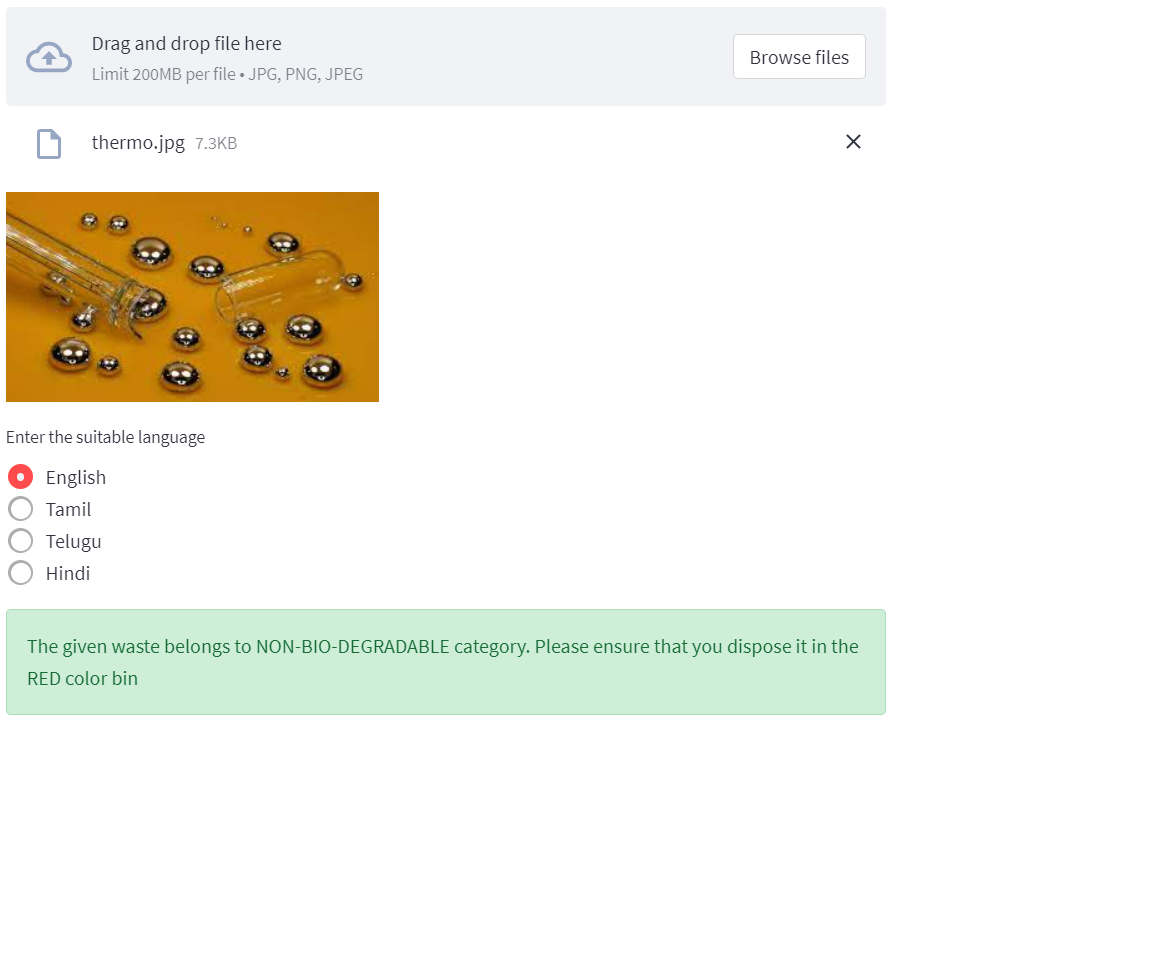 Drag and drop file here
Browse files
Limit 200MB per file • JPG, PNG, JPEG
thermo.jpg 7.3KB
Enter the suitable language
English
Tamil
Telugu
Hindi
The given waste belongs to NON-BIO-DEGRADABLE category. Please ensure that you dispose it in the
RED color bin